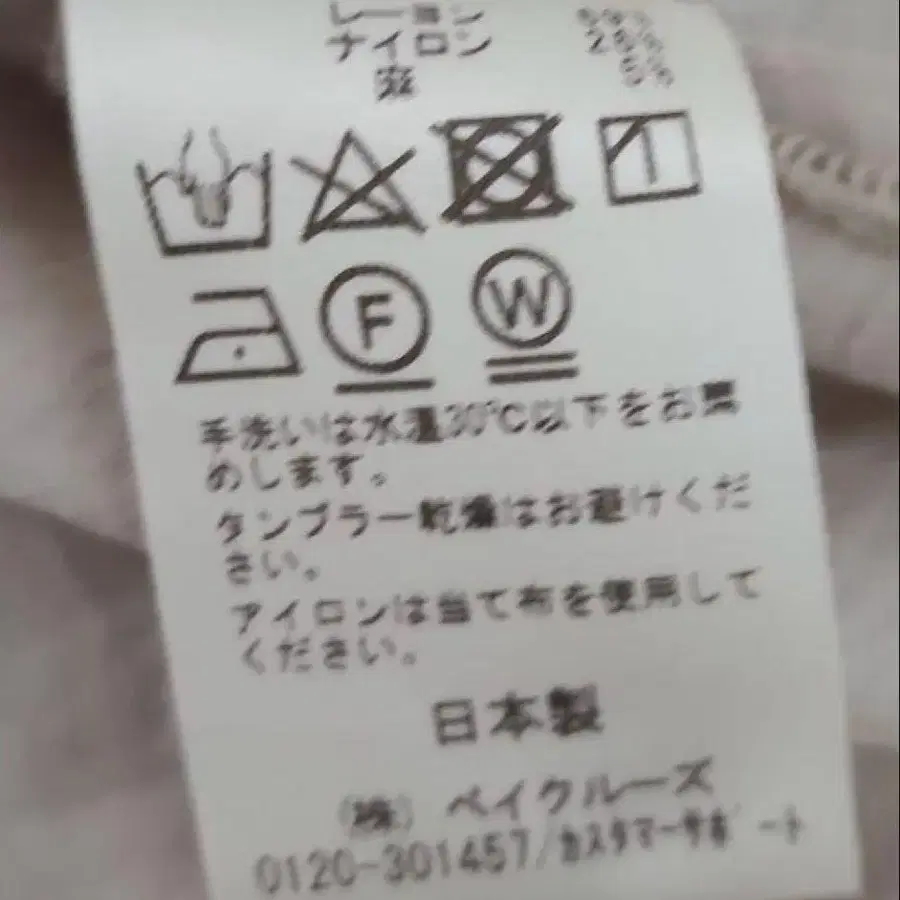 レーヨン
ナイロン
麻 5%
F W
手洗いは水温30℃以下をお薦
めします。
タンブラー乾燥はお避けくだ
さい。
アイロンは当て布を使用して
ください。
日本製
(株) ベイクルーズ
0120-301457/カスタマーサポート